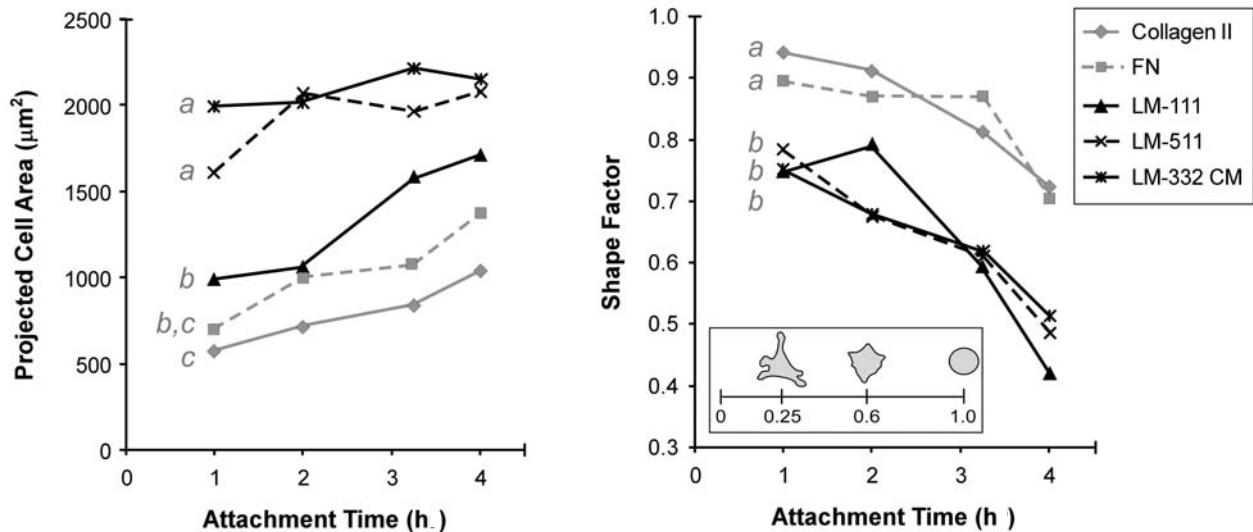 Projected Cell Area (μm²)
2500
2000
1500
1000
500
0
a
a
b
b,c
c
0 1 2 3 4
Attachment Time (h.
Shape Factor
1.0
0.9
0.8
0.7
0.6
0.5
0.4
0.3
a
a
b
b
b
0 0.25 0.6 1.0
0 1 2 3 4
Attachment Time (h )
Collagen II
FN
LM-111
LM-511
LM-332 CM